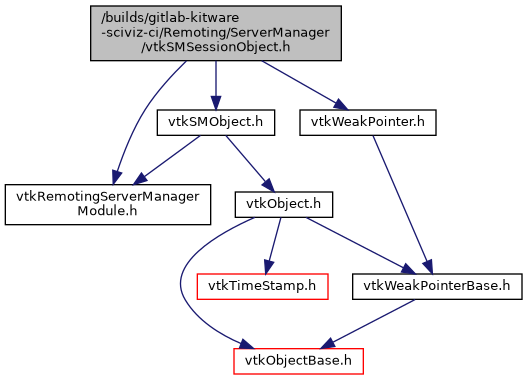 /builds/gitlab-kitware
-sciviz-ci/Remoting/ServerManager
/vtkSMSessionObject.h
vtkSMObject.h
vtkWeakPointer.h
vtkRemotingServerManager
Module.h
vtkObject.h
vtkTimeStamp.h
vtkWeakPointerBase.h
vtkObjectBase.h